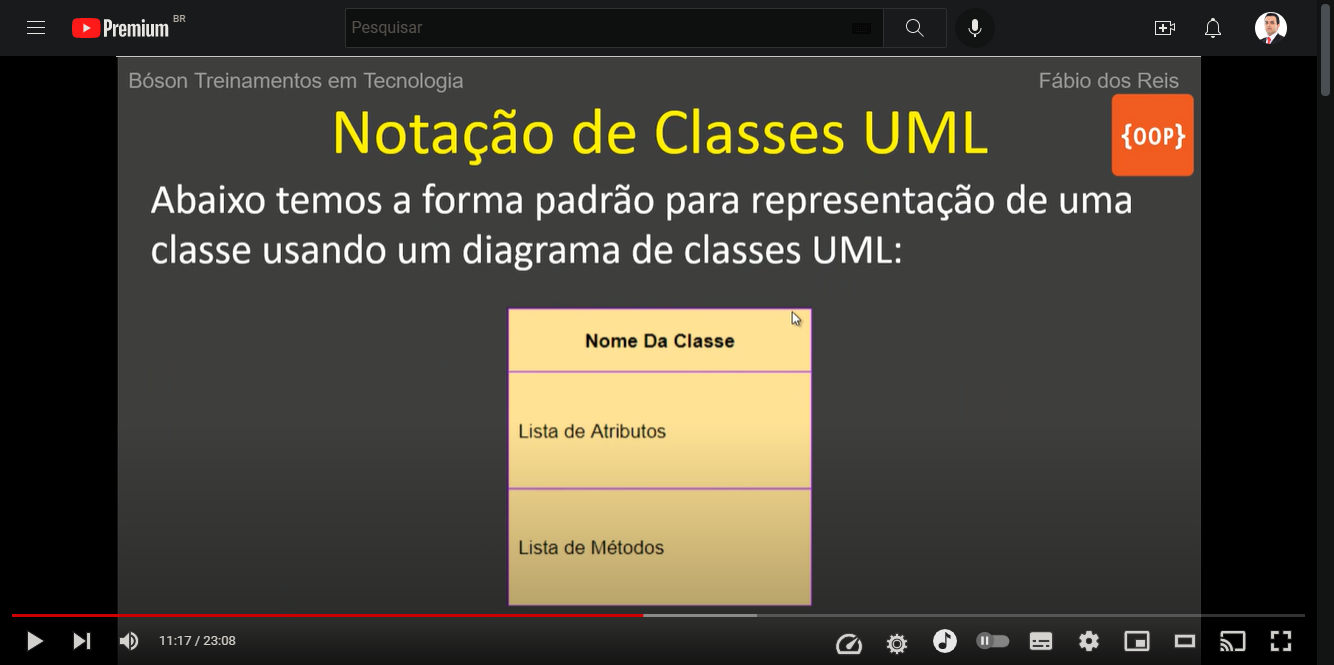 Premium BR
Pesquisar
Bóson Treinamentos em Tecnologia
Fábio dos Reis
Notação de Classes UML
{OOP}
Abaixo temos a forma padrão para representação de uma
classe usando um diagrama de classes UML:
Nome Da Classe
Lista de Atributos
Lista de Métodos
11:17 / 23:08